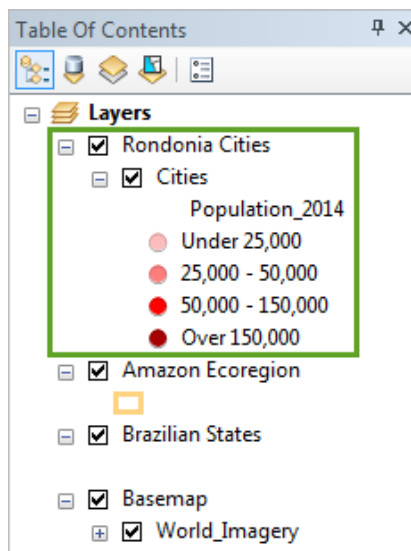 Table Of Contents
Layers
Rondonia Cities
Cities
Population_2014
Under 25,000
25,000 - 50,000
50,000 - 150,000
Over 150,000
Amazon Ecoregion
Brazilian States
Basemap
World_Imagery